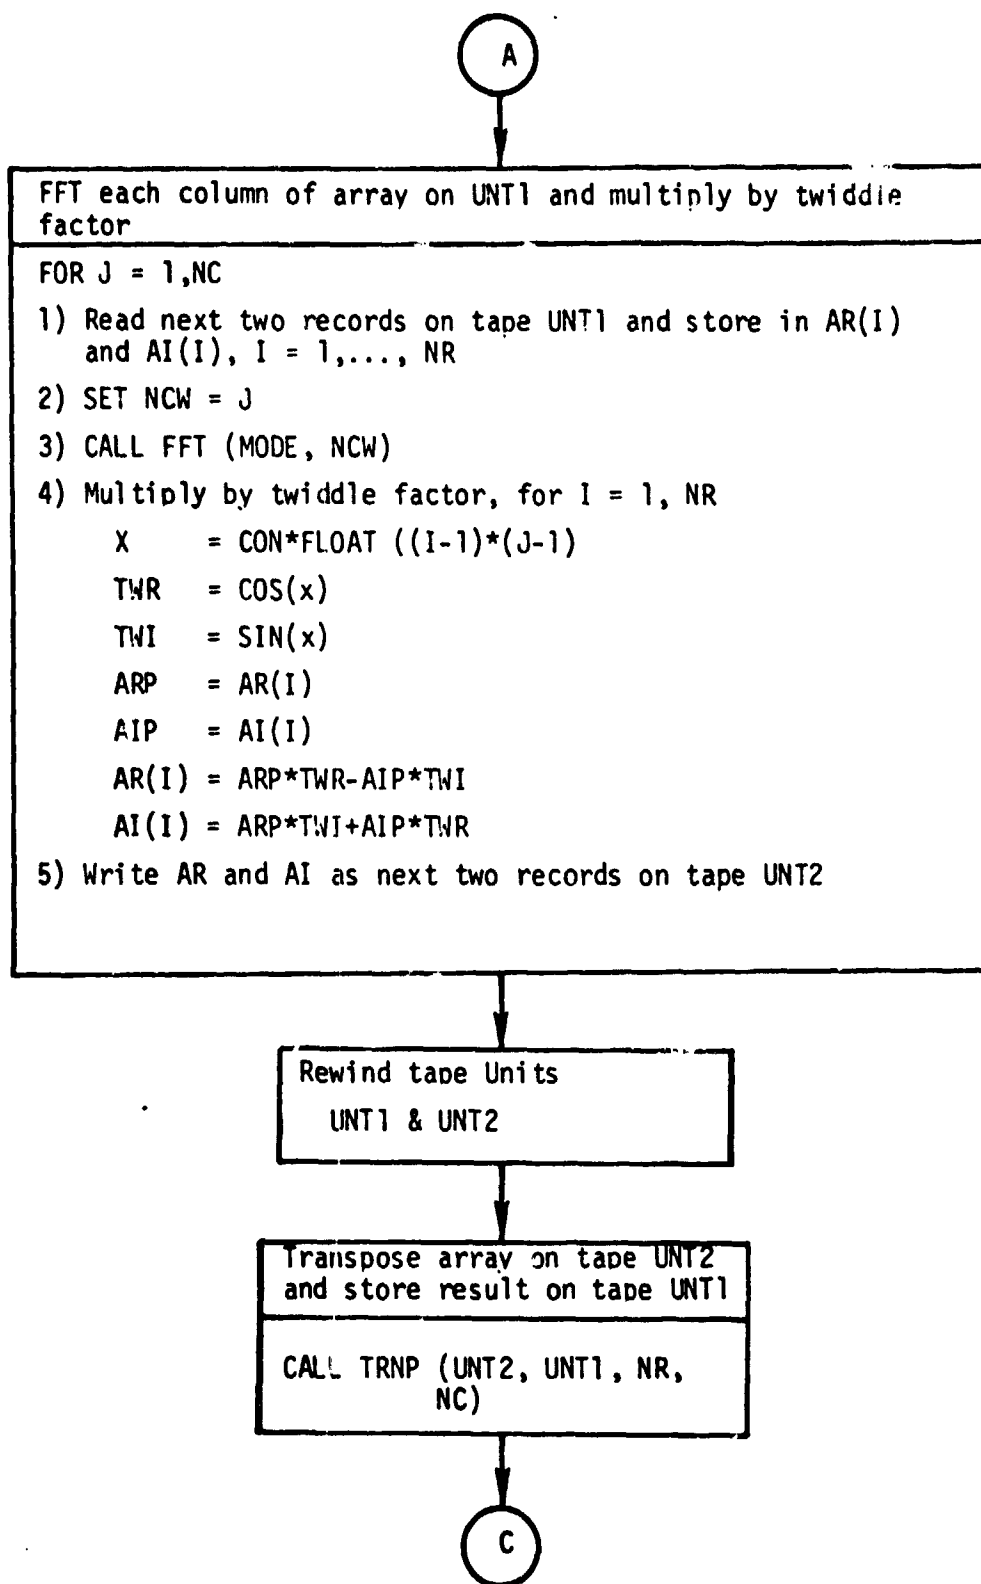 A
FFT each column of array on UNT1 and multiply by twiddle
factor
FOR J = 1,NC
1) Read next two records on tape UNT1 and store in AR(I)
and AI(I), I = 1,..., NR
2) SET NCW = J
3) CALL FFT (MODE, NCW)
4) Multiply by twiddle factor, for I = 1, NR
X = CON*FLOAT ((I-1)*(J-1)
TWR = COS(x)
TWI = SIN(x)
ARP = AR(I)
AIP = AI(I)
AR(I) = ARP*TWR-AIP*TWI
AI(I) = ARP*TWI+AIP*TWR
5) Write AR and AI as next two records on tape UNT2
Rewind tape Units
UNT1 & UNT2
Transpose array on tape UNT2
and store result on tape UNT1
CALL TRNP (UNT2, UNT1, NR,
NC)
C